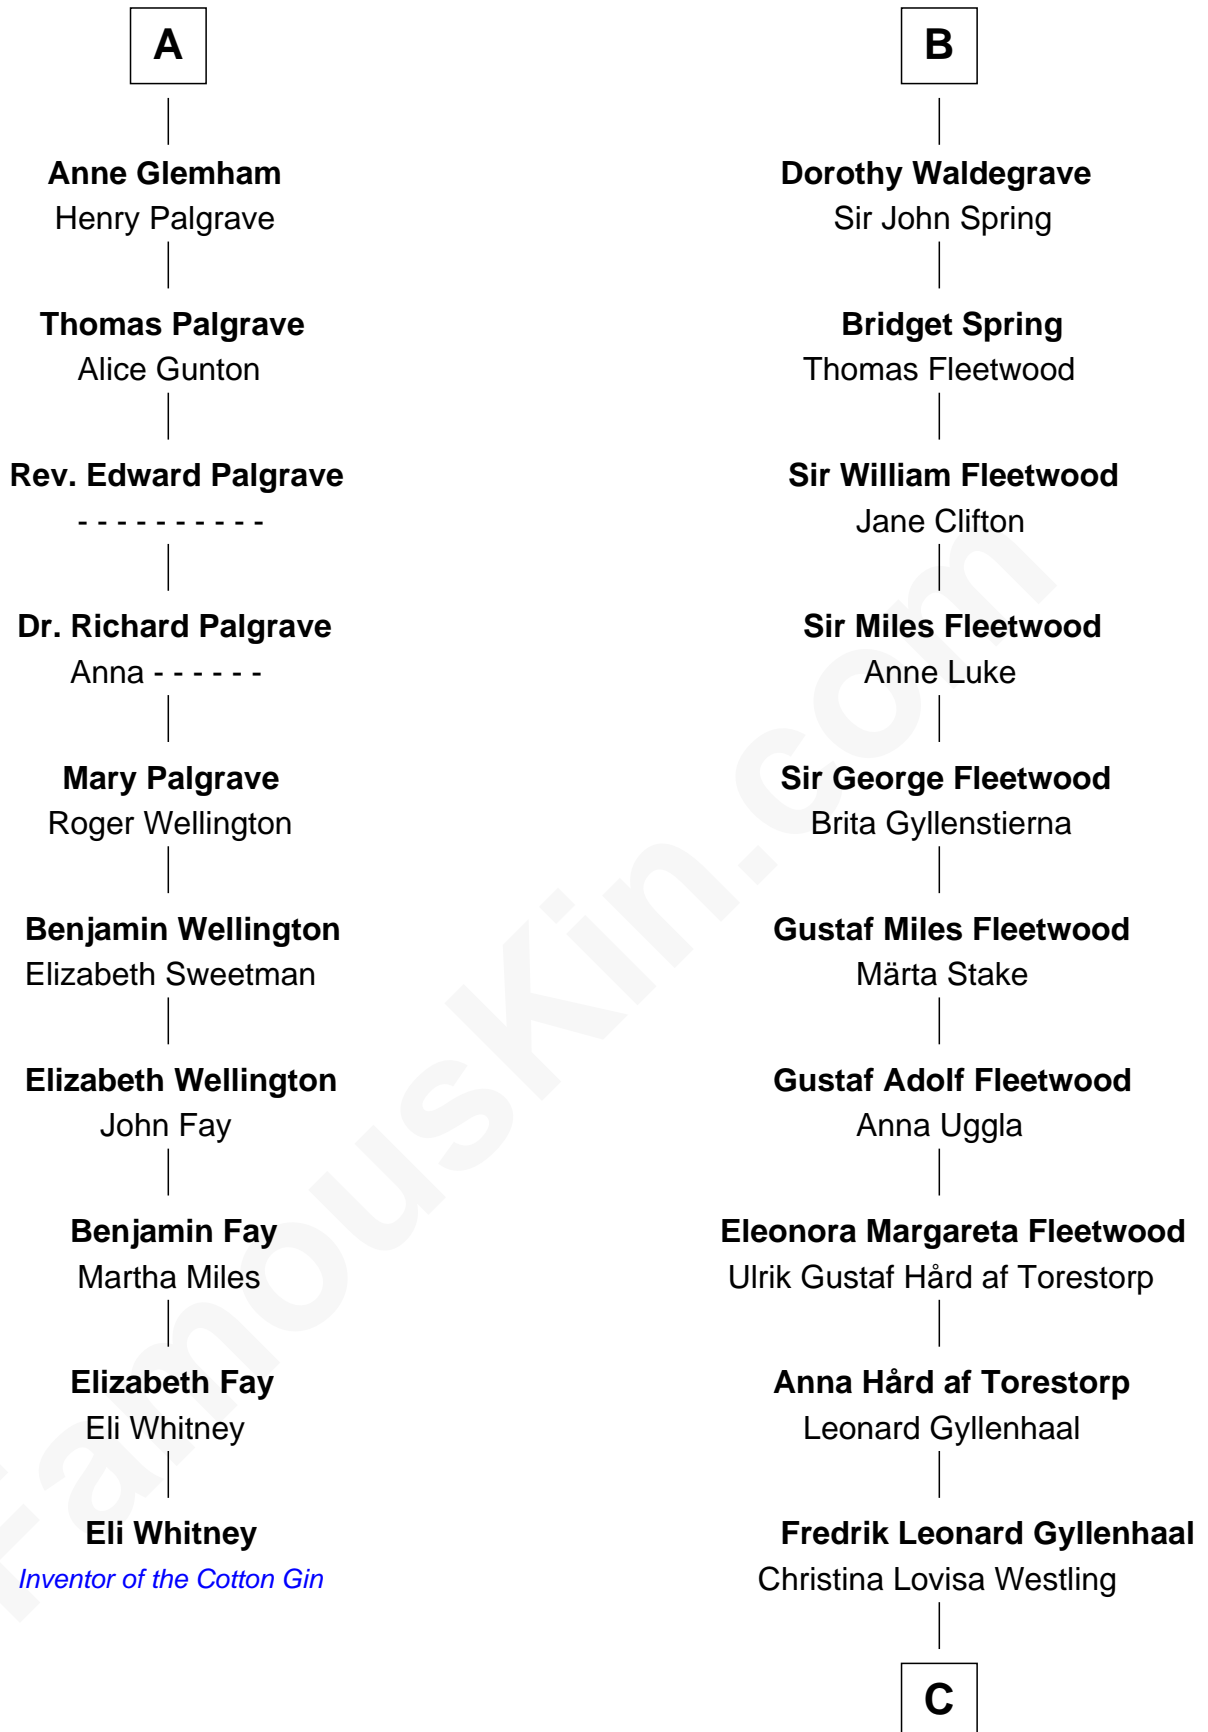 A
Anne Glemham
Henry Palgrave
Thomas Palgrave
Alice Gunton
Rev. Edward Palgrave
- - - - - - - - - -
Dr. Richard Palgrave
Anna - - - - - -
Mary Palgrave
Roger Wellington
Benjamin Wellington
Elizabeth Sweetman
Elizabeth Wellington
John Fay
Benjamin Fay
Martha Miles
Elizabeth Fay
Eli Whitney
Eli Whitney
Inventor of the Cotton Gin
B
Dorothy Waldegrave
Sir John Spring
Bridget Spring
Thomas Fleetwood
Sir William Fleetwood
Jane Clifton
Sir Miles Fleetwood
Anne Luke
Sir George Fleetwood
Brita Gyllenstierna
Gustaf Miles Fleetwood
Märta Stake
Gustaf Adolf Fleetwood
Anna Uggla
Eleonora Margareta Fleetwood
Ulrik Gustaf Hård af Torestorp
Anna Hård af Torestorp
Leonard Gyllenhaal
Fredrik Leonard Gyllenhaal
Christina Lovisa Westling
C
FamousKin.com